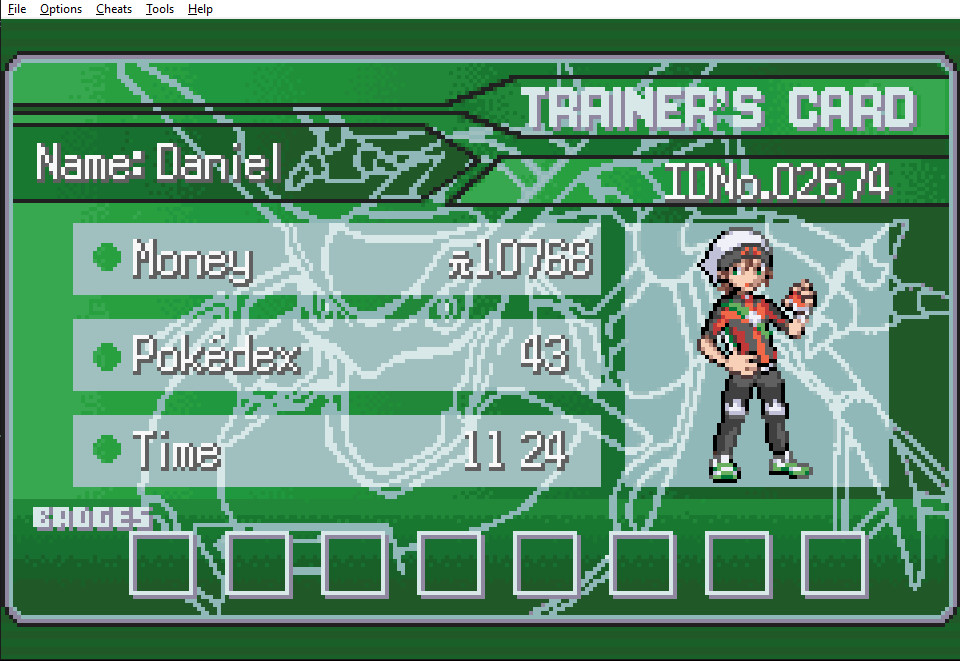 File Options Cheats Tools Help
TRAINER'S CARD
Name: Daniel
IDNo.02674
Money 10768
Pokédex 43
Time 11 24
BADGES